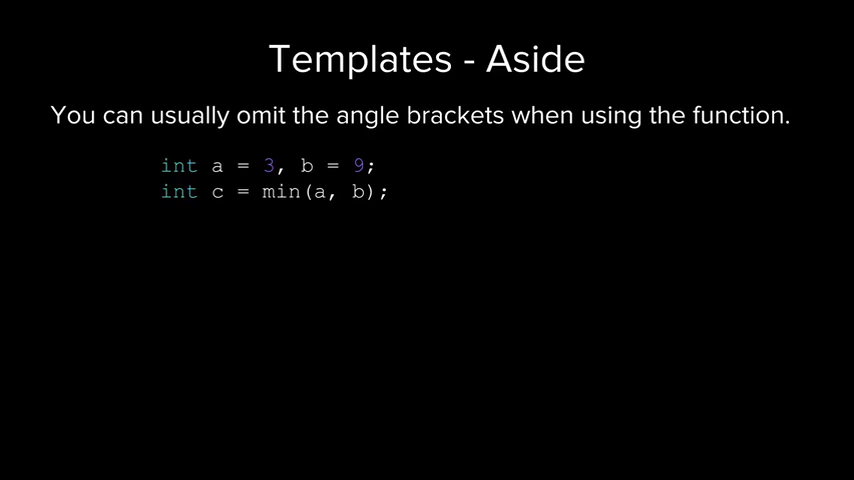 Templates - Aside
You can usually omit the angle brackets when using the function.
int a = 3, b = 9;
int c = min(a, b);